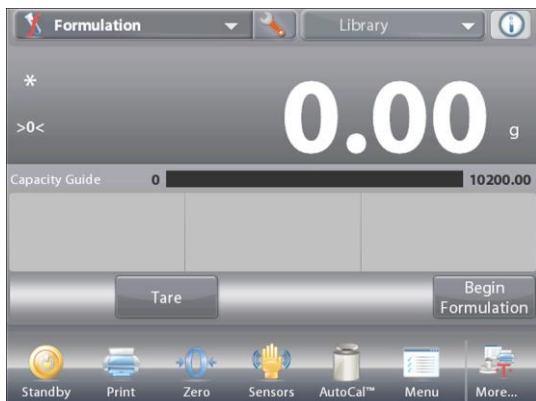 Formulation Library
*
>0<
0.00 g
Capacity Guide 0 10200.00
Tare
Begin
Formulation
Standby Print Zero Sensors AutoCal™ Menu More...